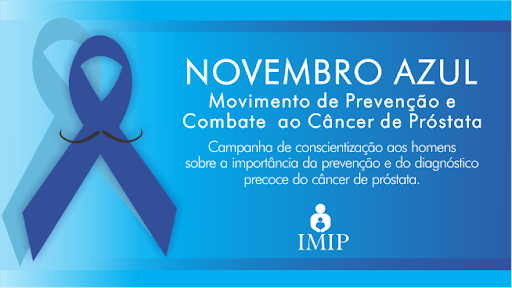 NOVEMBRO AZUL
Movimento de Prevenção e
Combate ao Câncer de Próstata
Campanha de conscientização aos homens
sobre a importância da prevenção e do diagnóstico
precoce do câncer de próstata.
IMIP